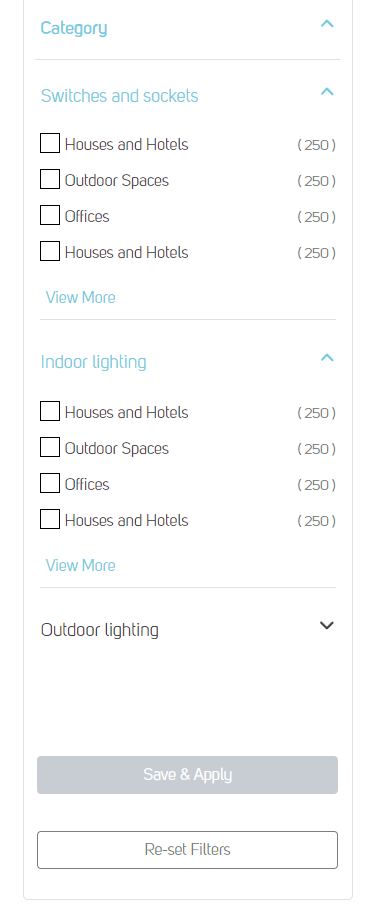 Category
Switches and sockets
Houses and Hotels ( 250 )
Outdoor Spaces ( 250 )
Offices ( 250 )
Houses and Hotels ( 250 )
View More
Indoor lighting
Houses and Hotels ( 250 )
Outdoor Spaces ( 250 )
Offices ( 250 )
Houses and Hotels ( 250 )
View More
Outdoor lighting
Save & Apply
Re-set Filters